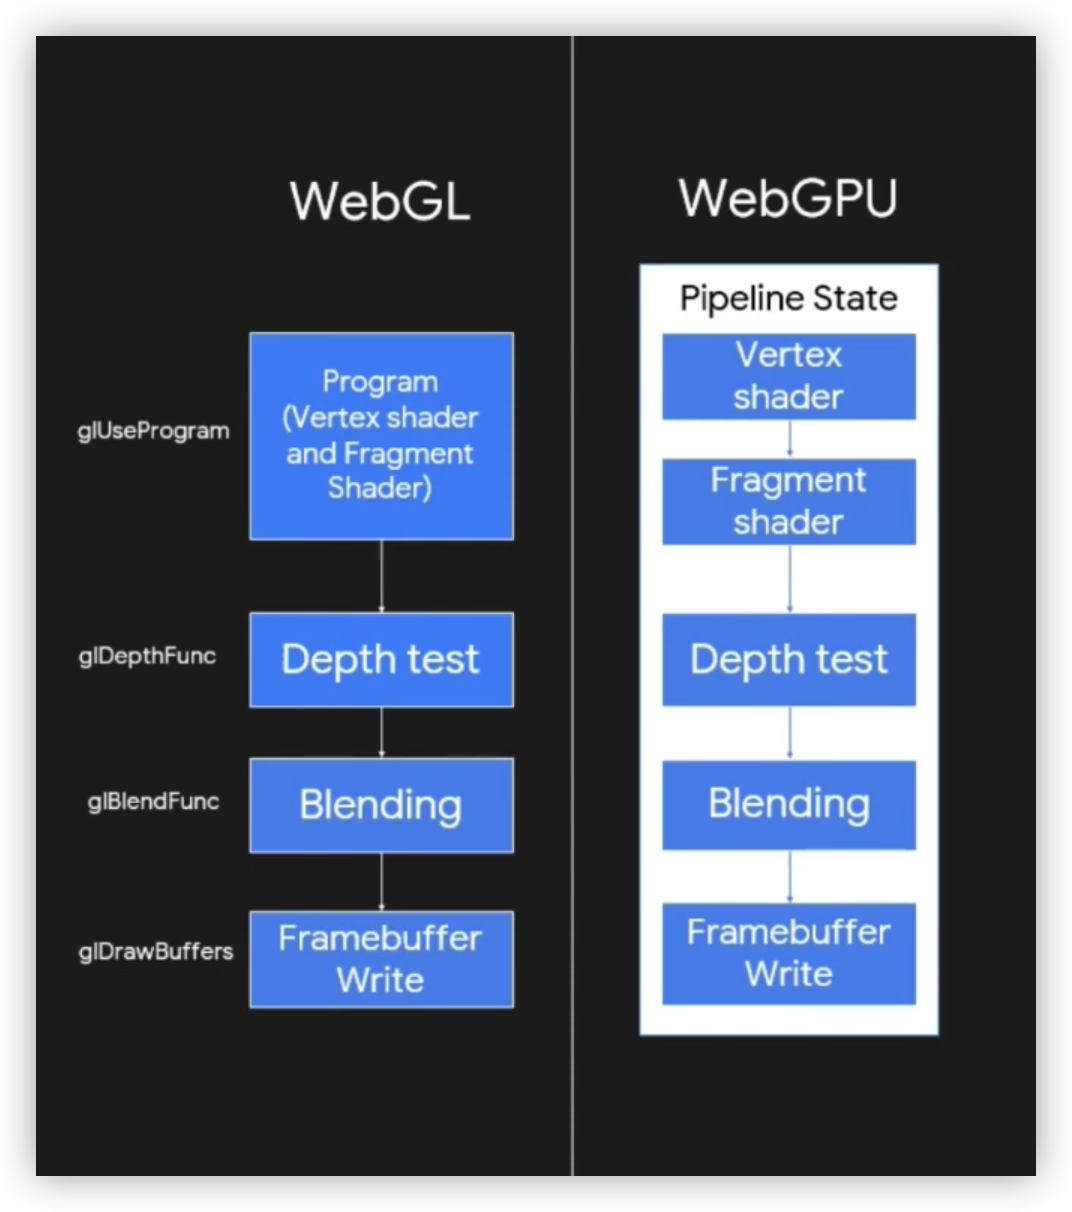 WebGL
glUseProgram
Program
(Vertex shader
and Fragment
Shader)
glDepthFunc
Depth test
glBlendFunc
Blending
glDrawBuffers
Framebuffer
Write
WebGPU
Pipeline State
Vertex
shader
Fragment
shader
Depth test
Blending
Framebuffer
Write